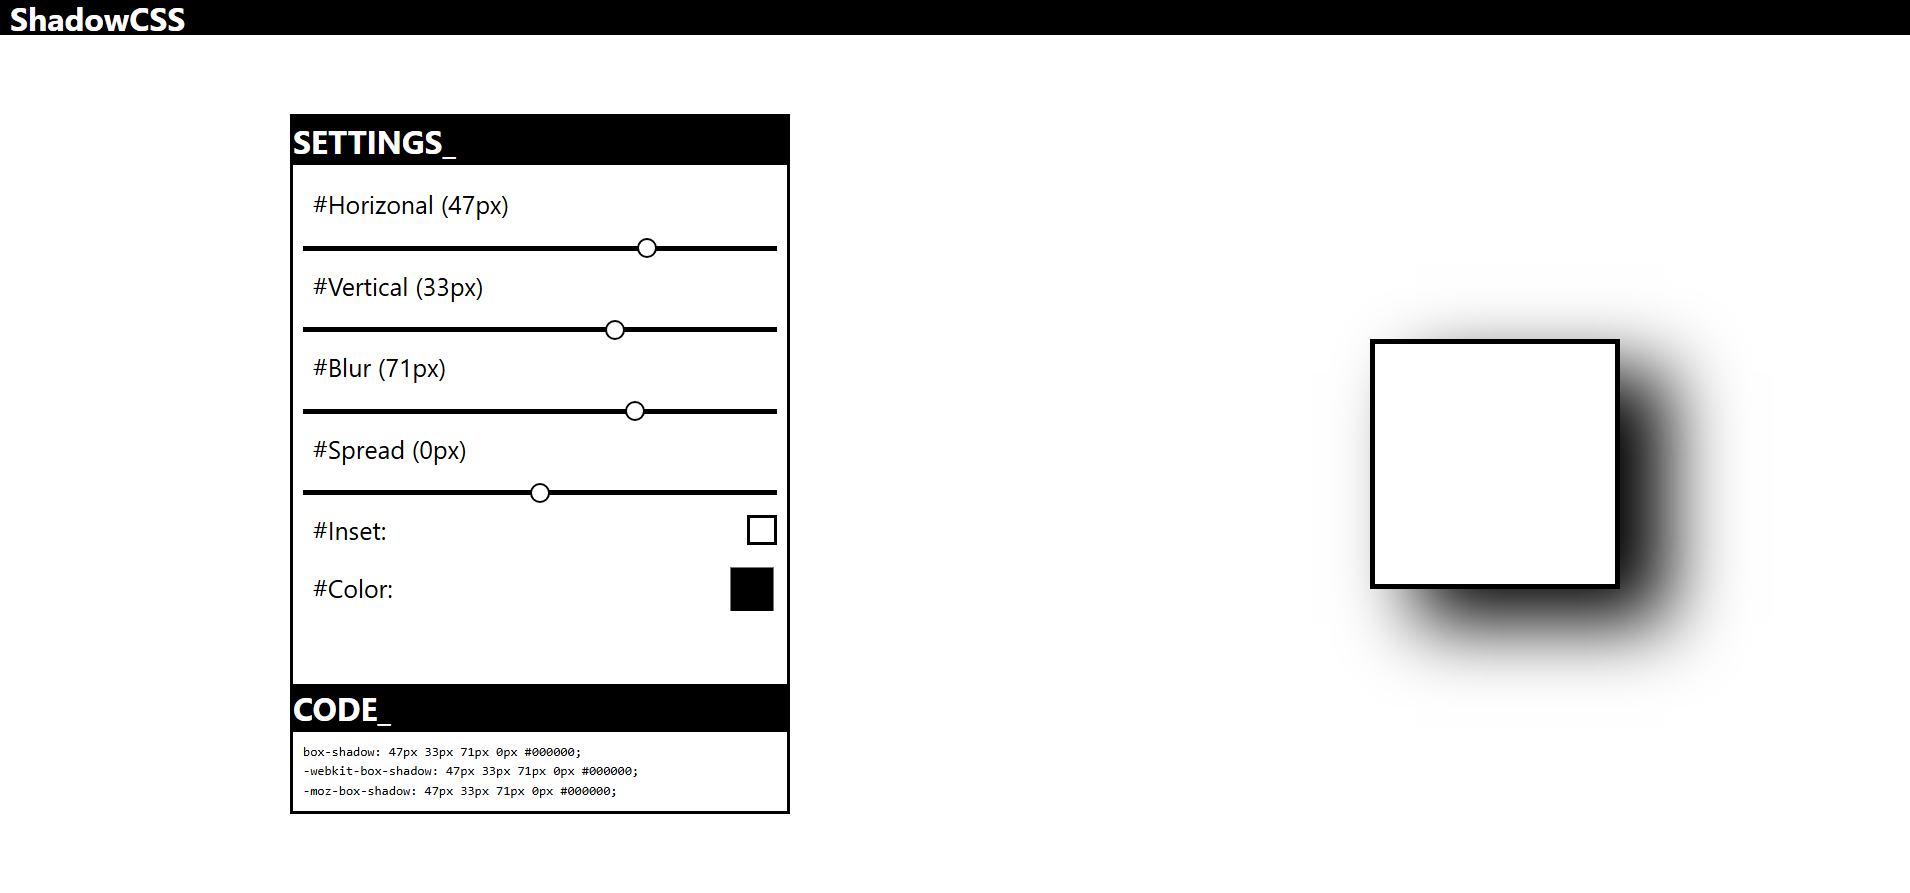 ShadowCSS
SETTINGS_
#Horizonal (47px)
#Vertical (33px)
#Blur (71px)
#Spread (0px)
#Inset:
#Color:
CODE_
box-shadow: 47px 33px 71px 0px #000000;
-webkit-box-shadow: 47px 33px 71px 0px #000000;
-moz-box-shadow: 47px 33px 71px 0px #000000;